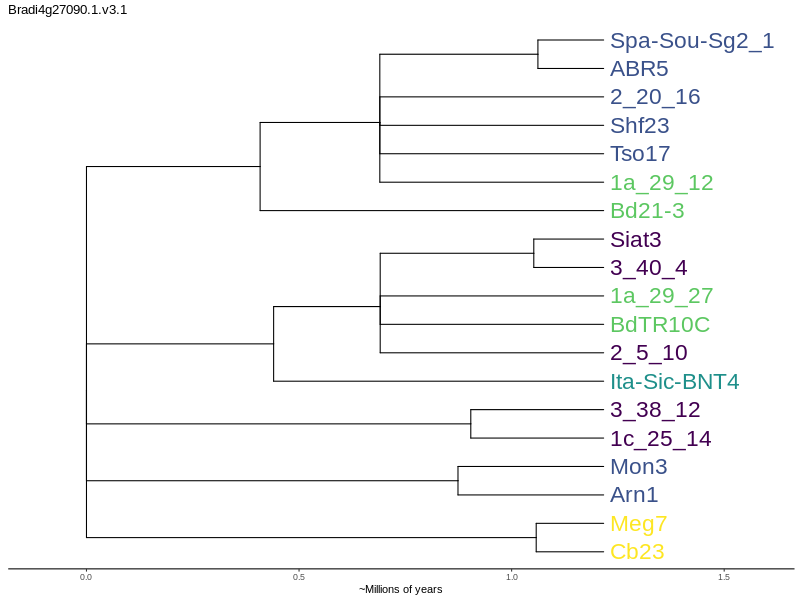 Bradi4g27090.1.v3.1
Spa-Sou-Sg2_1
ABR5
2_20_16
Shf23
Tso17
1a_29_12
Bd21-3
Siat3
3_40_4
1a_29_27
BdTR10C
2_5_10
Ita-Sic-BNT4
3_38_12
1c_25_14
Mon3
Arn1
Meg7
Cb23
0.0 0.5 1.0 1.5
~Millions of years